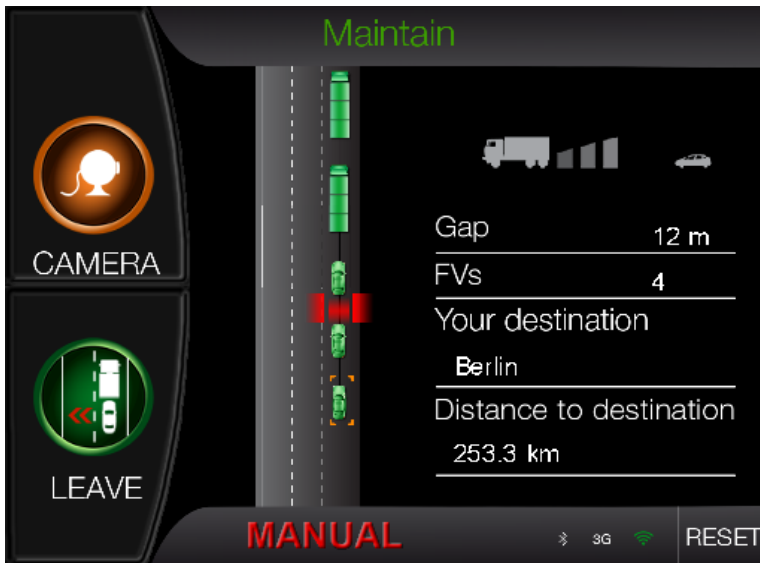 Maintain
CAMERA
LEAVE
Gap 12 m
FVs 4
Your destination
Berlin
Distance to destination
253.3 km
MANUAL
3G
RESET